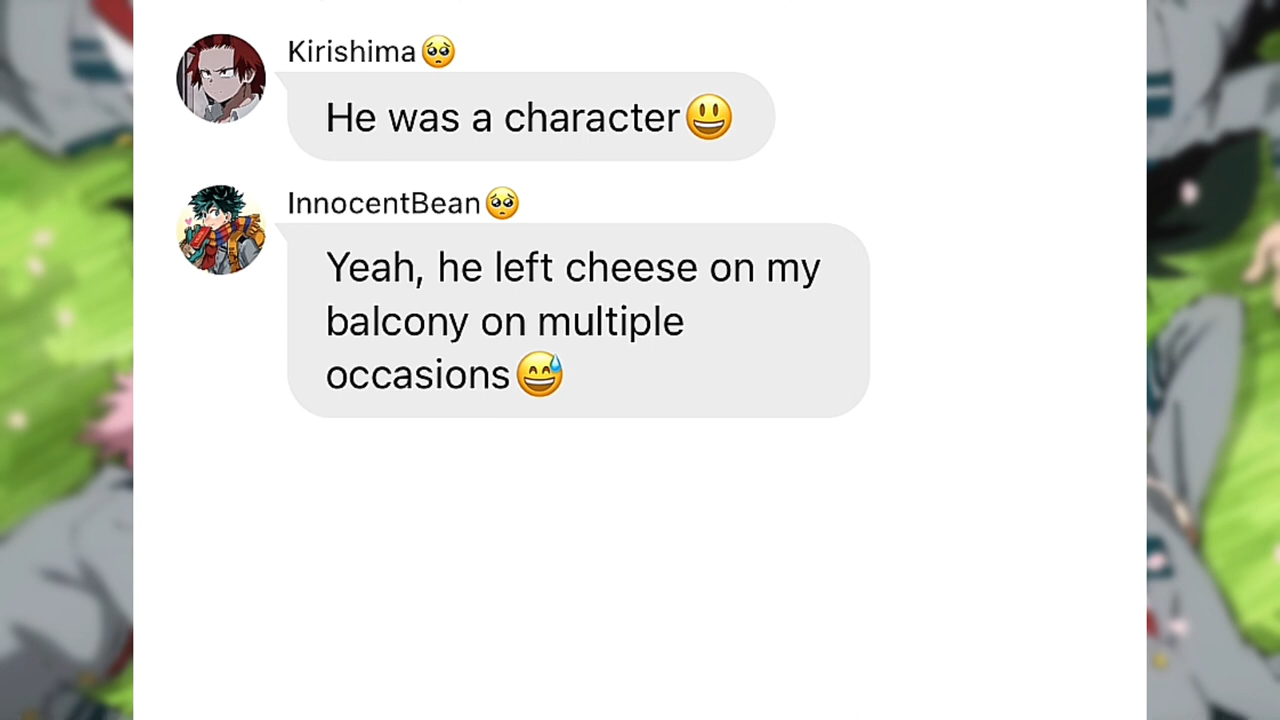 Kirishima🥺
He was a character😃
InnocentBean🥺
Yeah, he left cheese on my
balcony on multiple
occasions😅